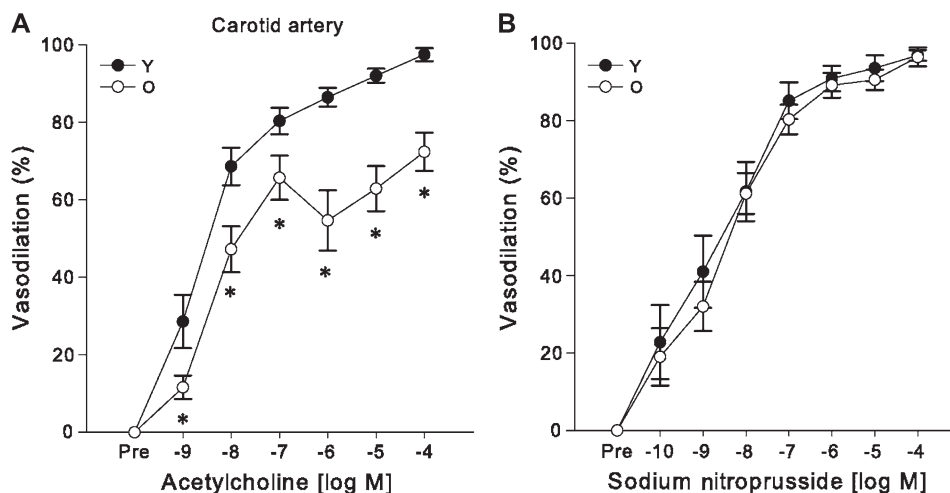 A
Carotid artery
Y
O
100
80
60
40
20
0
Vasodilation (%)
* * * * * *
Pre -9 -8 -7 -6 -5 -4
Acetylcholine [log M]
B
Y
O
100
80
60
40
20
0
Vasodilation (%)
Pre -10 -9 -8 -7 -6 -5 -4
Sodium nitroprusside [log M]